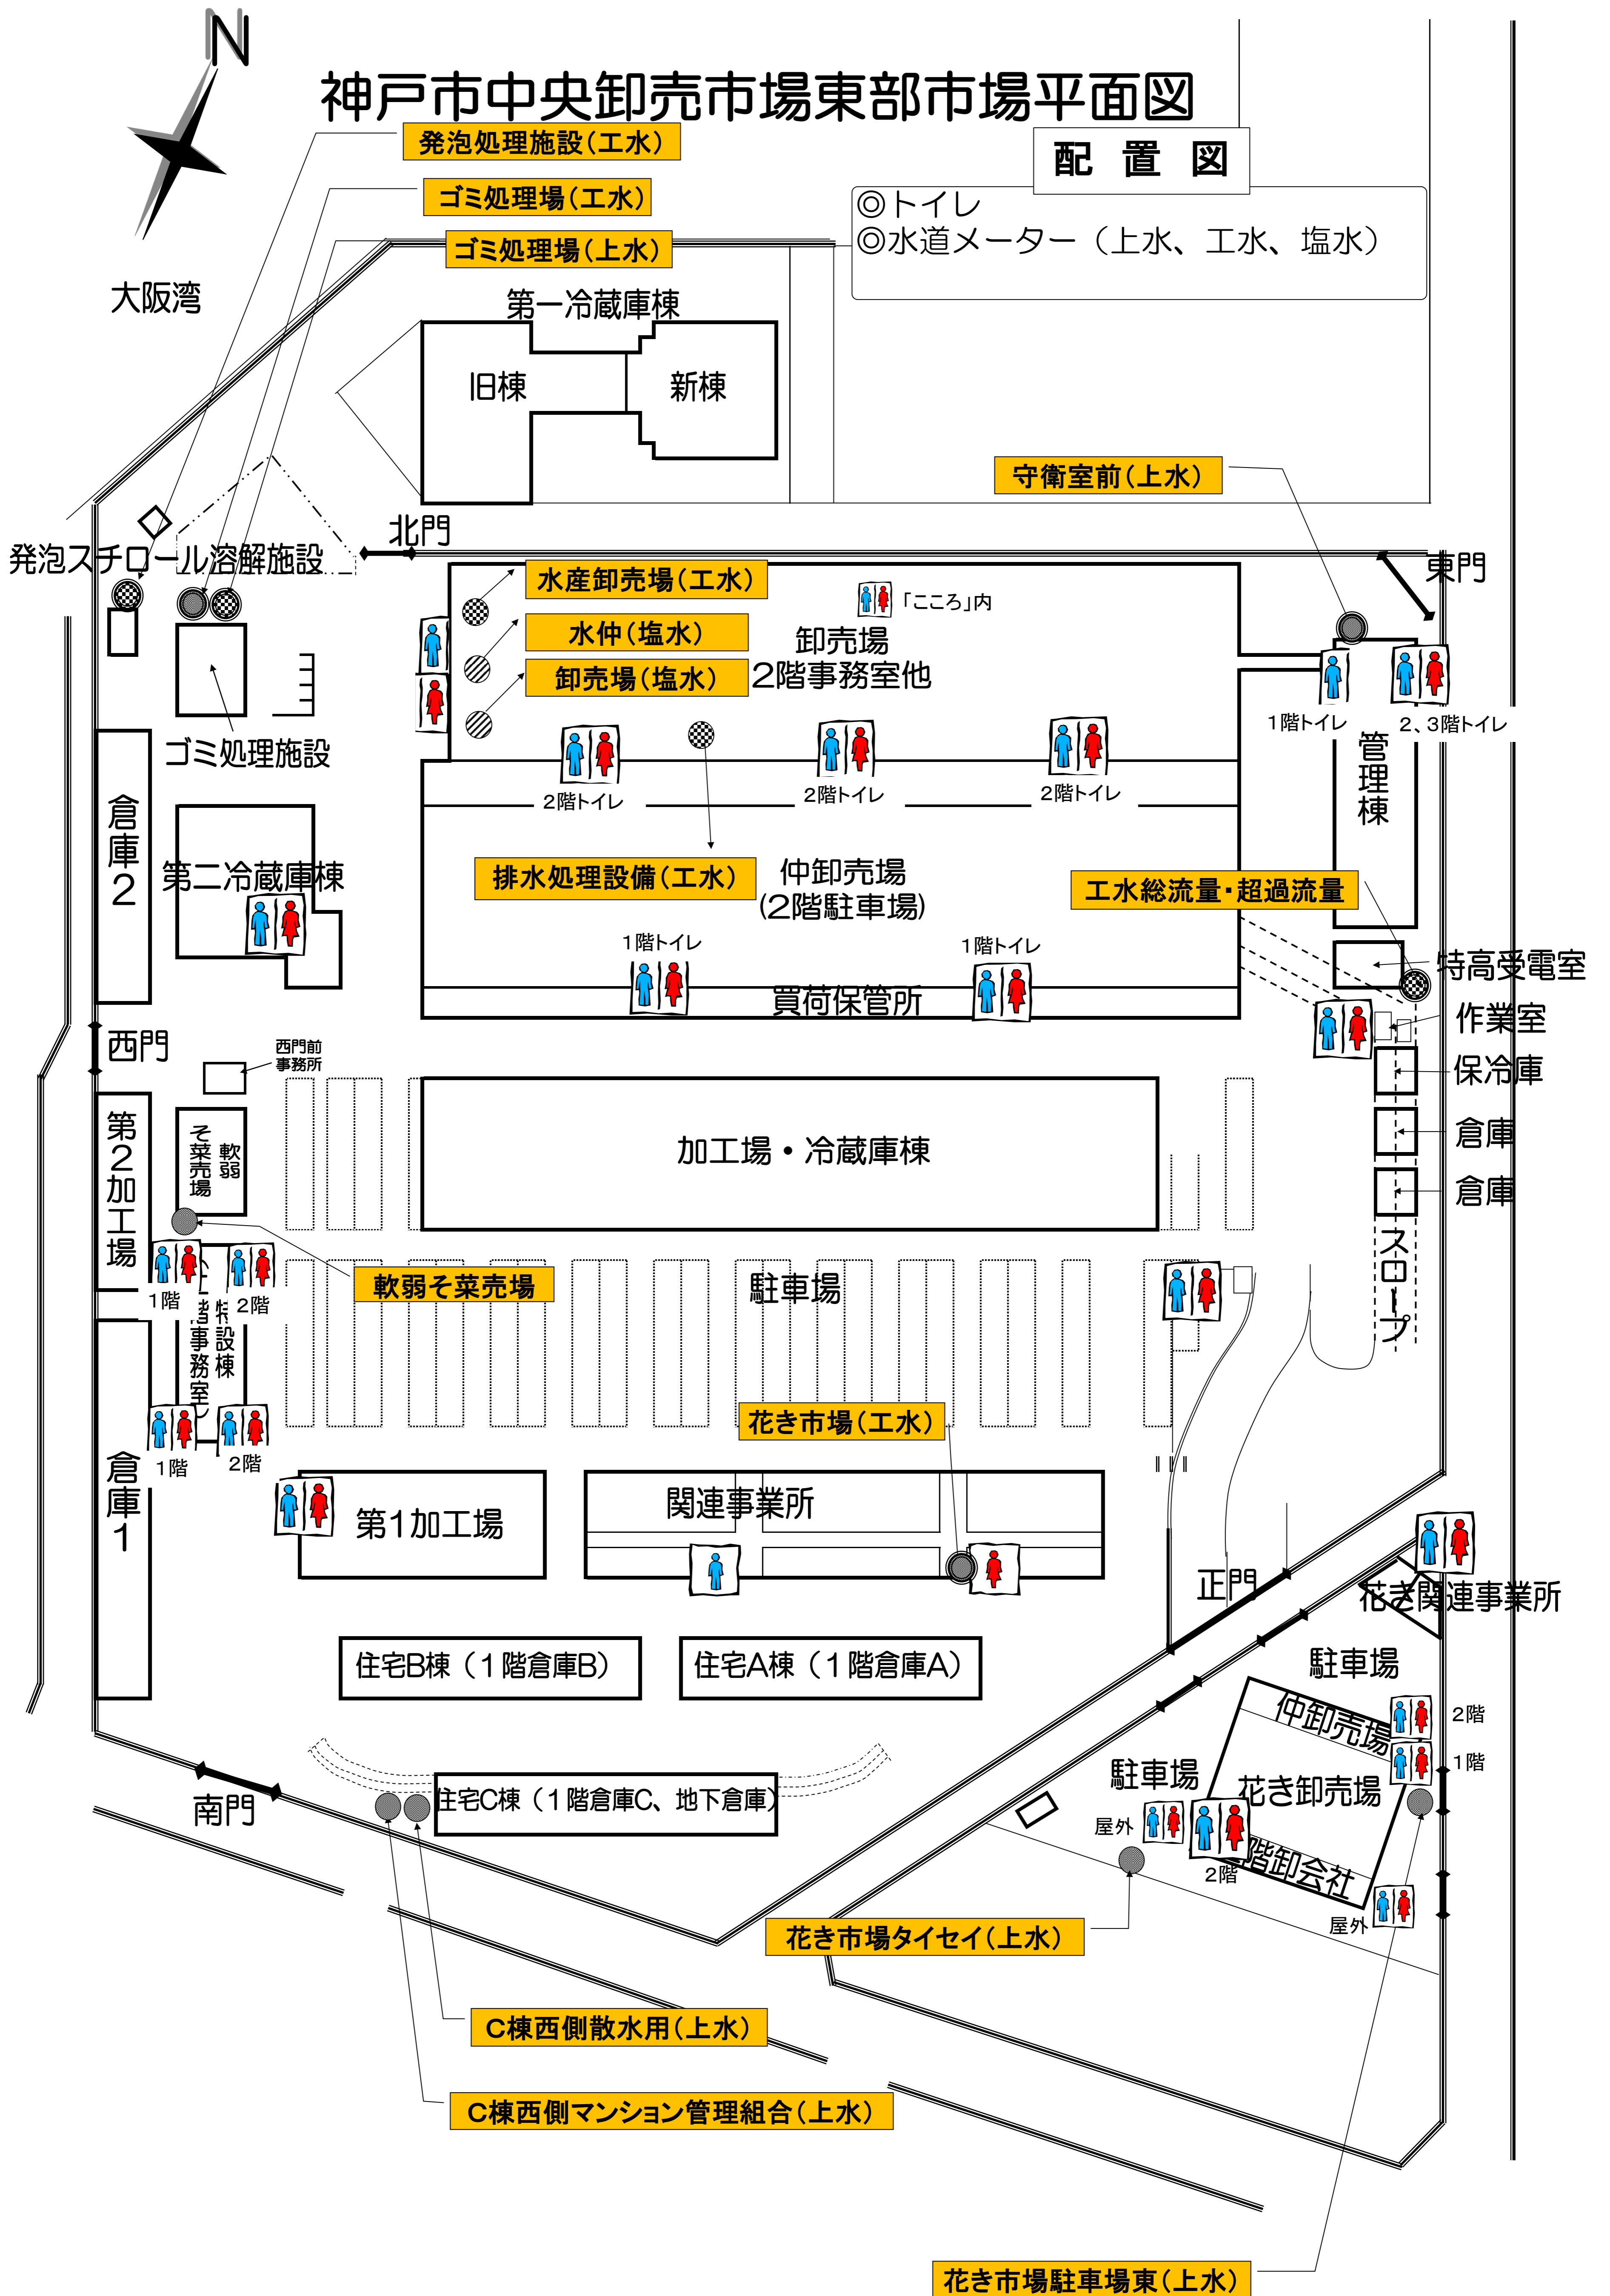 N
神戸市中央卸売市場東部市場平面図
発泡処理施設(工水)
配 置 図
ゴミ処理場(工水)
◎トイレ
◎水道メーター（上水、工水、塩水）
ゴミ処理場(上水)
大阪湾
第一冷蔵庫棟
旧棟
新棟
守衛室前(上水)
北門
発泡スチロール溶解施設
東門
水産卸売場(工水)
「こころ」内
水仲(塩水)
卸売場
2階事務室他
卸売場(塩水)
1階トイレ
2、3階トイレ
ゴミ処理施設
管理棟
2階トイレ
2階トイレ
2階トイレ
倉庫2
第二冷蔵庫棟
排水処理設備(工水)
仲卸売場
(2階駐車場)
工水総流量・超過流量
1階トイレ
1階トイレ
特高受電室
買荷保管所
作業室
西門
西門前
事務所
保冷庫
第2加工場
軟弱
そ菜売場
加工場・冷蔵庫棟
倉庫
倉庫
スロープ
軟弱そ菜売場
駐車場
1階
2階
特設棟
階事務室
花き市場(工水)
1階
2階
倉庫1
第1加工場
関連事業所
正門
花き関連事業所
住宅B棟（1階倉庫B）
住宅A棟（1階倉庫A）
駐車場
仲卸売場
2階
1階
駐車場
花き卸売場
南門
住宅C棟（1階倉庫C、地下倉庫）
屋外
階卸会社
2階
屋外
花き市場タイセイ(上水)
C棟西側散水用(上水)
C棟西側マンション管理組合(上水)
花き市場駐車場東(上水)